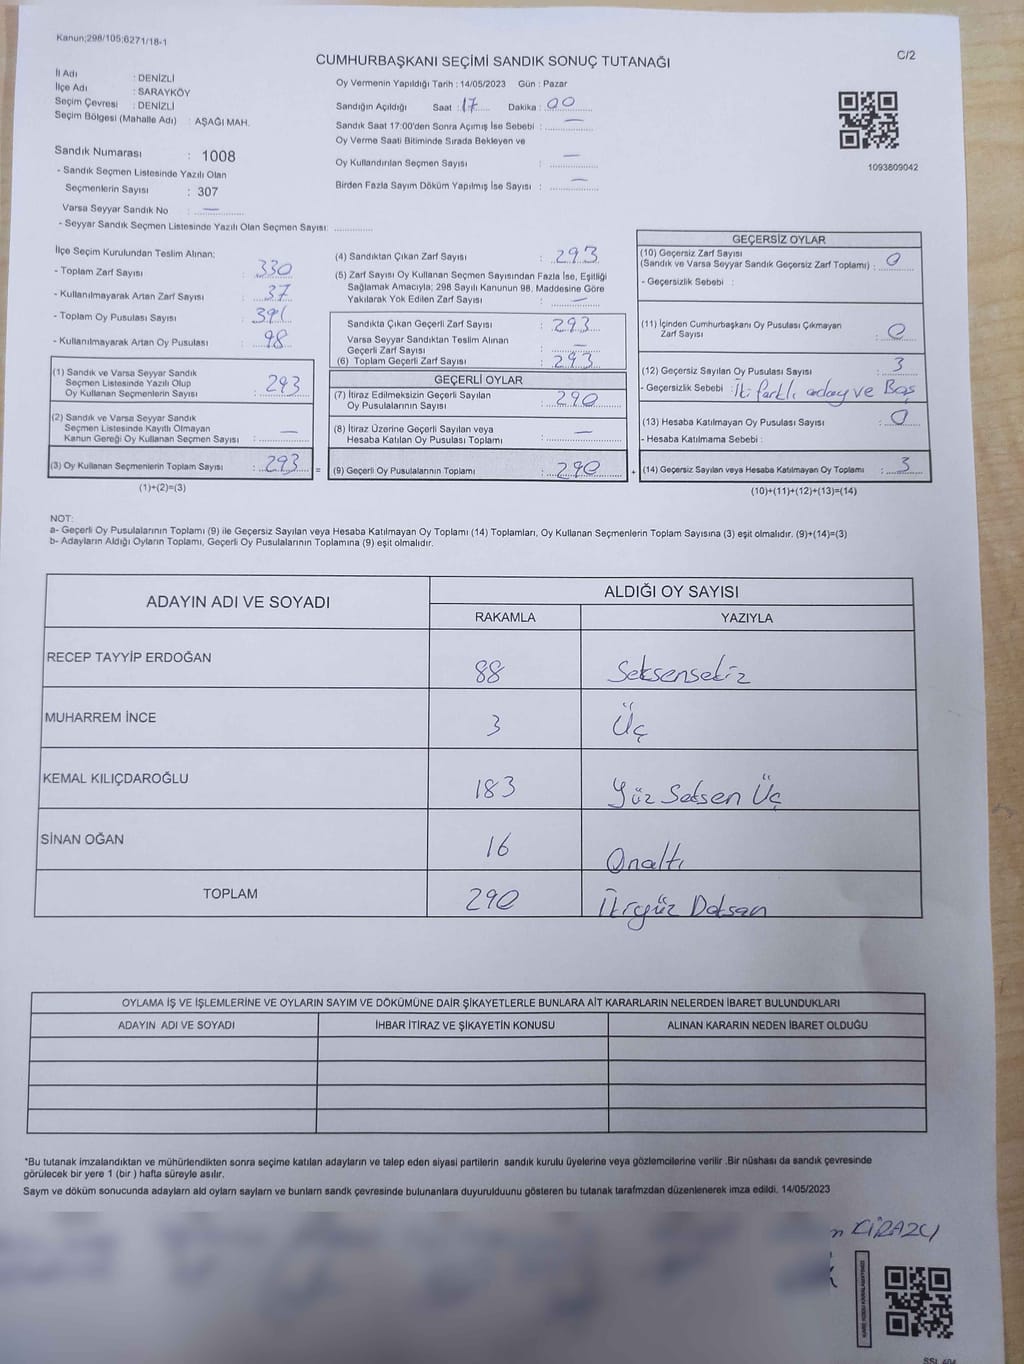 Kanun;298/105;6271/18-1
C/2
CUMHURBAŞKANI SEÇİMİ SANDIK SONUÇ TUTANAĞI
İl Adı : DENİZLİ
İlçe Adı : SARAYKÖY
Seçim Çevresi : DENİZLİ
Seçim Bölgesi (Mahalle Adı) : AŞAĞI MAH.
Sandık Numarası : 1008
- Sandık Seçmen Listesinde Yazılı Olan
Seçmenlerin Sayısı : 307
Varsa Seyyar Sandık No : —
- Seyyar Sandık Seçmen Listesinde Yazılı Olan Seçmen Sayısı: ..............
Oy Vermenin Yapıldığı Tarih : 14/05/2023 Gün : Pazar
Sandığın Açıldığı Saat : 17 Dakika : 00
Sandık Saat 17:00'den Sonra Açımış İse Sebebi : —
Oy Verme Saati Bitiminde Sırada Bekleyen ve
Oy Kullandırılan Seçmen Sayısı : —
Birden Fazla Sayım Döküm Yapılmış İse Sayısı : —
1093809042
İlçe Seçim Kurulundan Teslim Alınan;
- Toplam Zarf Sayısı : 330
- Kullanılmayarak Artan Zarf Sayısı : 37
- Toplam Oy Pusulası Sayısı : 391
- Kullanılmayarak Artan Oy Pusulası : 98
(1) Sandık ve Varsa Seyyar Sandık
Seçmen Listesinde Yazılı Olup
Oy Kullanan Seçmenlerin Sayısı : 293
(2) Sandık ve Varsa Seyyar Sandık
Seçmen Listesinde Kayıtlı Olmayan
Kanun Gereği Oy Kullanan Seçmen Sayısı : —
(3) Oy Kullanan Seçmenlerin Toplam Sayısı : 293 =
(1)+(2)=(3)
(4) Sandıktan Çıkan Zarf Sayısı : 293
(5) Zarf Sayısı Oy Kullanan Seçmen Sayısından Fazla İse, Eşitliği
Sağlamak Amacıyla; 298 Sayılı Kanunun 98. Maddesine Göre
Yakılarak Yok Edilen Zarf Sayısı : —
Sandıkta Çıkan Geçerli Zarf Sayısı : 293
Varsa Seyyar Sandıktan Teslim Alınan
Geçerli Zarf Sayısı : —
(6) Toplam Geçerli Zarf Sayısı : 293
GEÇERLİ OYLAR
(7) İtiraz Edilmeksizin Geçerli Sayılan
Oy Pusulalarının Sayısı : 290
(8) İtiraz Üzerine Geçerli Sayılan veya
Hesaba Katılan Oy Pusulası Toplamı : —
(9) Geçerli Oy Pusulalarının Toplamı : 290 +
GEÇERSİZ OYLAR
(10) Geçersiz Zarf Sayısı
(Sandık ve Varsa Seyyar Sandık Geçersiz Zarf Toplamı) : 0
- Geçersizlik Sebebi :
(11) İçinden Cumhurbaşkanı Oy Pusulası Çıkmayan
Zarf Sayısı : 0
(12) Geçersiz Sayılan Oy Pusulası Sayısı : 3
- Geçersizlik Sebebi : İki farklı aday ve Boş
(13) Hesaba Katılmayan Oy Pusulası Sayısı : 0
- Hesaba Katılmama Sebebi :
(14) Geçersiz Sayılan veya Hesaba Katılmayan Oy Toplamı : 3
(10)+(11)+(12)+(13)=(14)
NOT:
a- Geçerli Oy Pusulalarının Toplamı (9) ile Geçersiz Sayılan veya Hesaba Katılmayan Oy Toplamı (14) Toplamları, Oy Kullanan Seçmenlerin Toplam Sayısına (3) eşit olmalıdır. (9)+(14)=(3)
b- Adayların Aldığı Oyların Toplamı, Geçerli Oy Pusulalarının Toplamına (9) eşit olmalıdır.
ADAYIN ADI VE SOYADI ALDIĞI OY SAYISI
RAKAMLA YAZIYLA
RECEP TAYYİP ERDOĞAN 88 Seksensekiz
MUHARREM İNCE 3 Üç
KEMAL KILIÇDAROĞLU 183 Yüz Seksen Üç
SİNAN OĞAN 16 Onaltı
TOPLAM 290 İkiyüz Doksan
OYLAMA İŞ VE İŞLEMLERİNE VE OYLARIN SAYIM VE DÖKÜMÜNE DAİR ŞİKAYETLERLE BUNLARA AİT KARARLARIN NELERDEN İBARET BULUNDUKLARI
ADAYIN ADI VE SOYADI İHBAR İTİRAZ VE ŞİKAYETİN KONUSU ALINAN KARARIN NEDEN İBARET OLDUĞU
*Bu tutanak imzalandıktan ve mühürlendikten sonra seçime katılan adayların ve talep eden siyasi partilerin sandık kurulu üyelerine veya gözlemcilerine verilir .Bir nüshası da sandık çevresinde
görülecek bir yere 1 (bir ) hafta süreyle asılır.
Sayım ve döküm sonucunda adayların ald oyların sayların ve bunların sandk çevresinde bulunanlara duyurulduunu gösteren bu tutanak tarafmzdan düzenlenerek imza edildi. 14/05/2023
n KİRAZCI